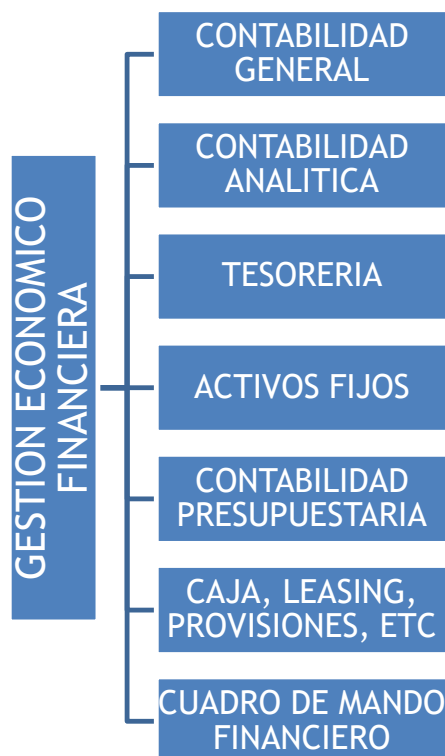 GESTION ECONOMICO
FINANCIERA
CONTABILIDAD
GENERAL
CONTABILIDAD
ANALITICA
TESORERIA
ACTIVOS FIJOS
CONTABILIDAD
PRESUPUESTARIA
CAJA, LEASING,
PROVISIONES, ETC
CUADRO DE MANDO
FINANCIERO